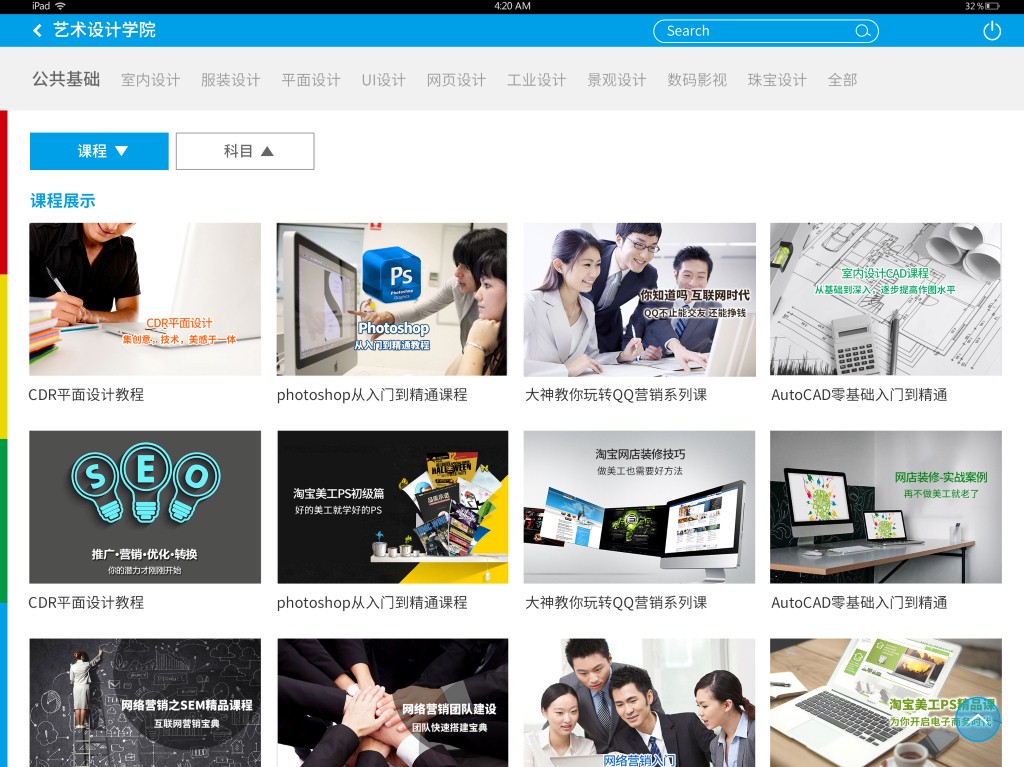 iPad
4:20 AM
32%
艺术设计学院
Search
公共基础 室内设计 服装设计 平面设计 UI设计 网页设计 工业设计 景观设计 数码影视 珠宝设计 全部
课程
科目
课程展示
CDR平面设计
集创意，技术，美感于一体
Ps
Photoshop
Graphics
Photoshop
从入门到精通教程
你知道吗 互联网时代
QQ不止能交友 还能挣钱
室内设计CAD课程
从基础到深入，逐步提高作图水平
CDR平面设计教程
photoshop从入门到精通课程
大神教你玩转QQ营销系列课
AutoCAD零基础入门到精通
SEO
推广·营销·优化·转换
你的潜力才刚刚开始
淘宝美工PS初级篇
好的美工就学好的PS
HALLOWEEN
淘宝网店装修技巧
做美工也需要好方法
网店装修-实战案例
再不做美工就老了
CDR平面设计教程
photoshop从入门到精通课程
大神教你玩转QQ营销系列课
AutoCAD零基础入门到精通
网络营销之SEM精品课程
互联网营销宝典
网络营销团队建设
团队快速搭建宝典
网络营销入门
淘宝美工PS精品课
为你开启电子商务